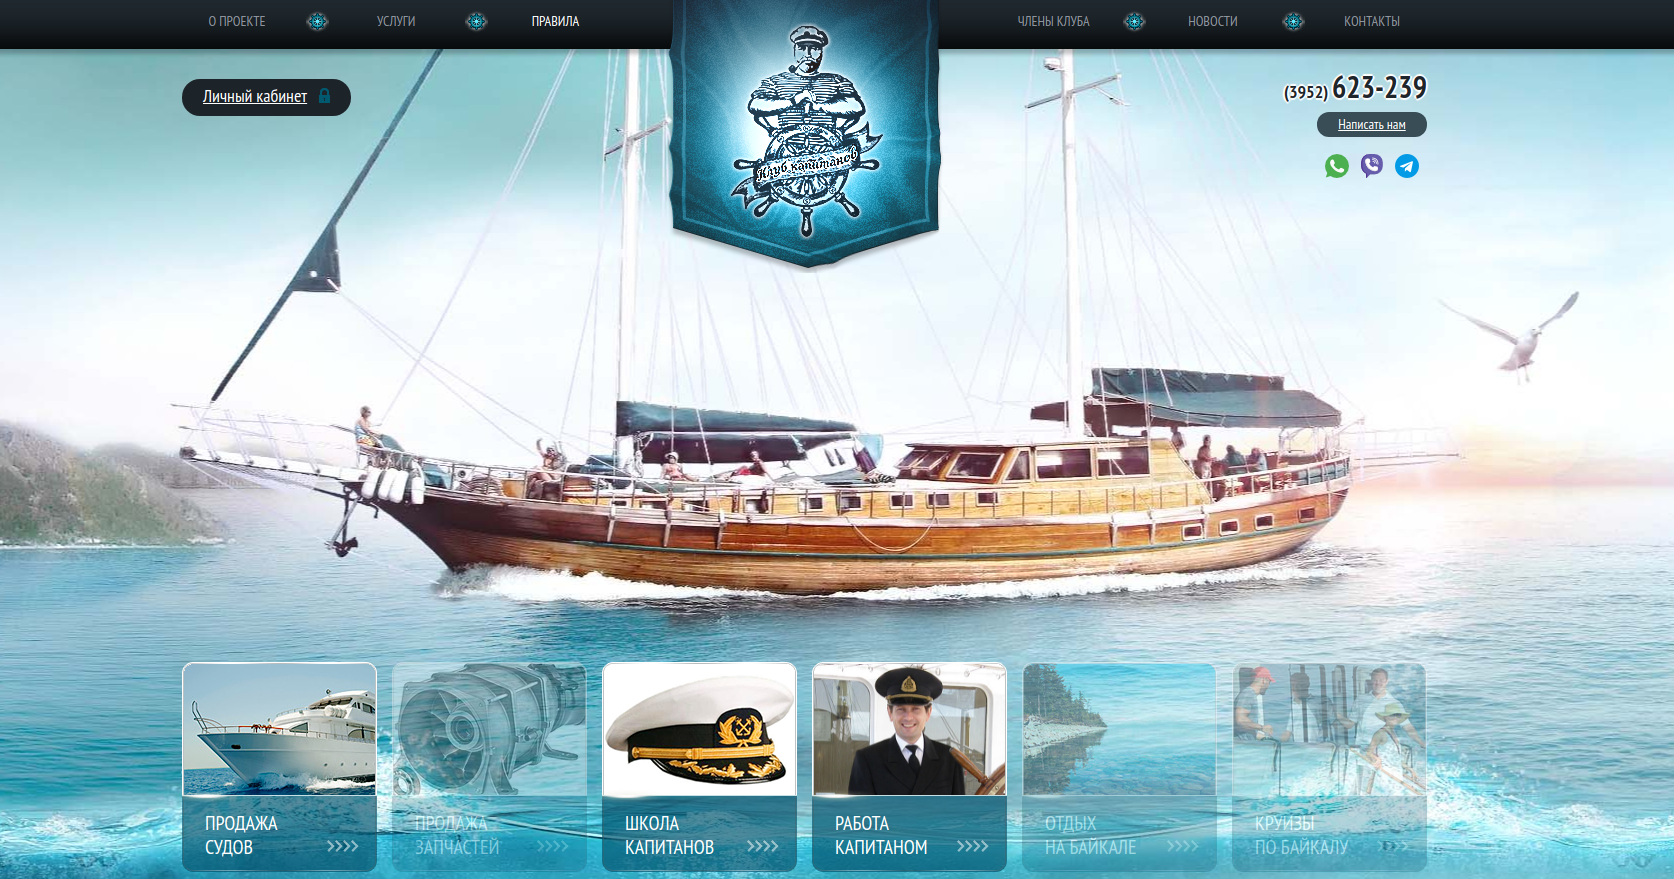 О ПРОЕКТЕ
УСЛУГИ
ПРАВИЛА
ЧЛЕНЫ КЛУБА
НОВОСТИ
КОНТАКТЫ
Личный кабинет
Клуб капитанов
(3952) 623-239
Написать нам
ПРОДАЖА
СУДОВ
ПРОДАЖА
ЗАПЧАСТЕЙ
ШКОЛА
КАПИТАНОВ
РАБОТА
КАПИТАНОМ
ОТДЫХ
НА БАЙКАЛЕ
КРУИЗЫ
ПО БАЙКАЛУ